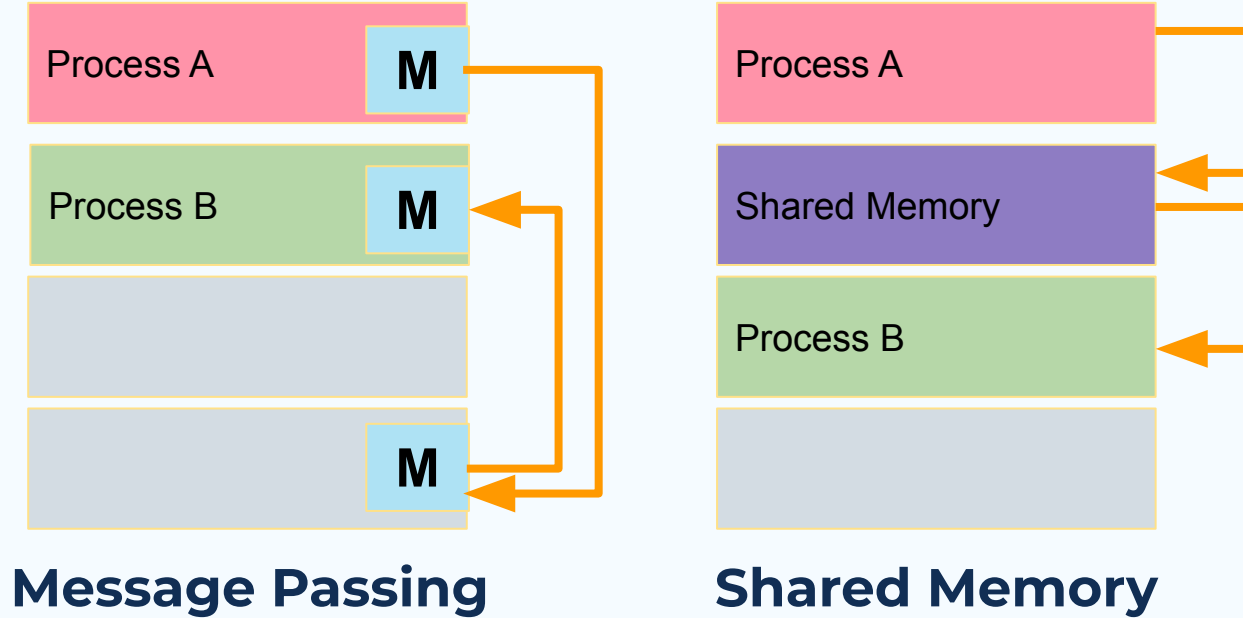 Process A
M
Process B
M
M
Message Passing
Process A
Shared Memory
Process B
Shared Memory